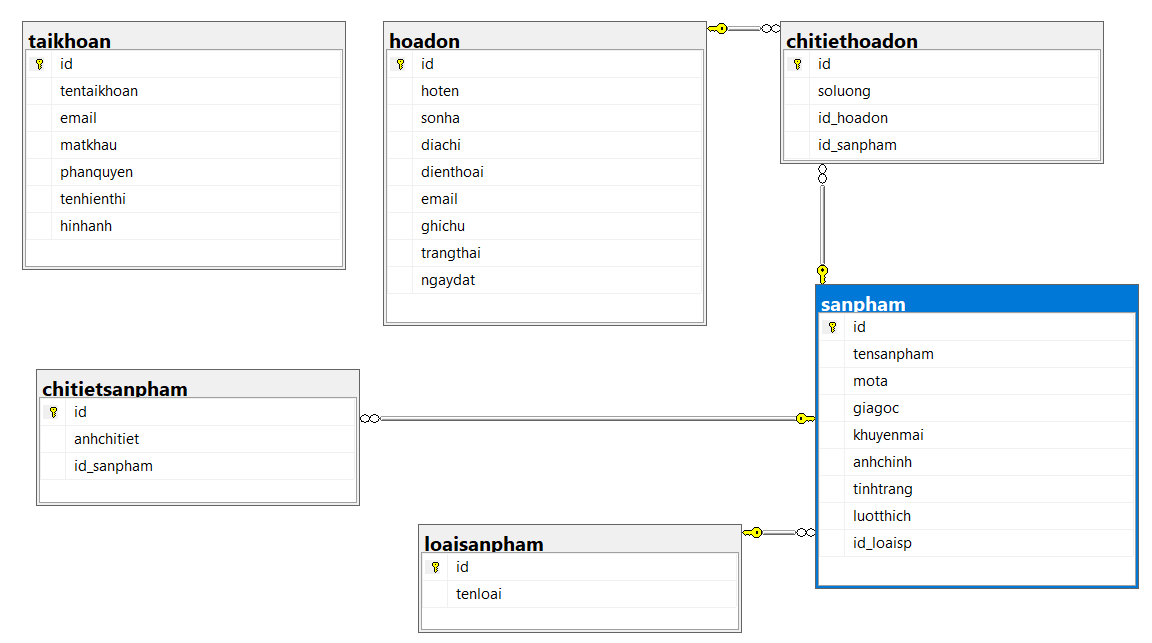 taikhoan
id
tentaikhoan
email
matkhau
phanquyen
tenhienthi
hinhanh
hoadon
id
hoten
sonha
diachi
dienthoai
email
ghichu
trangthai
ngaydat
chitiethoadon
id
soluong
id_hoadon
id_sanpham
sanpham
id
tensanpham
mota
giagoc
khuyenmai
anhchinh
tinhtrang
luotthich
id_loaisp
chitietsanpham
id
anhchitiet
id_sanpham
loaisanpham
id
tenloai